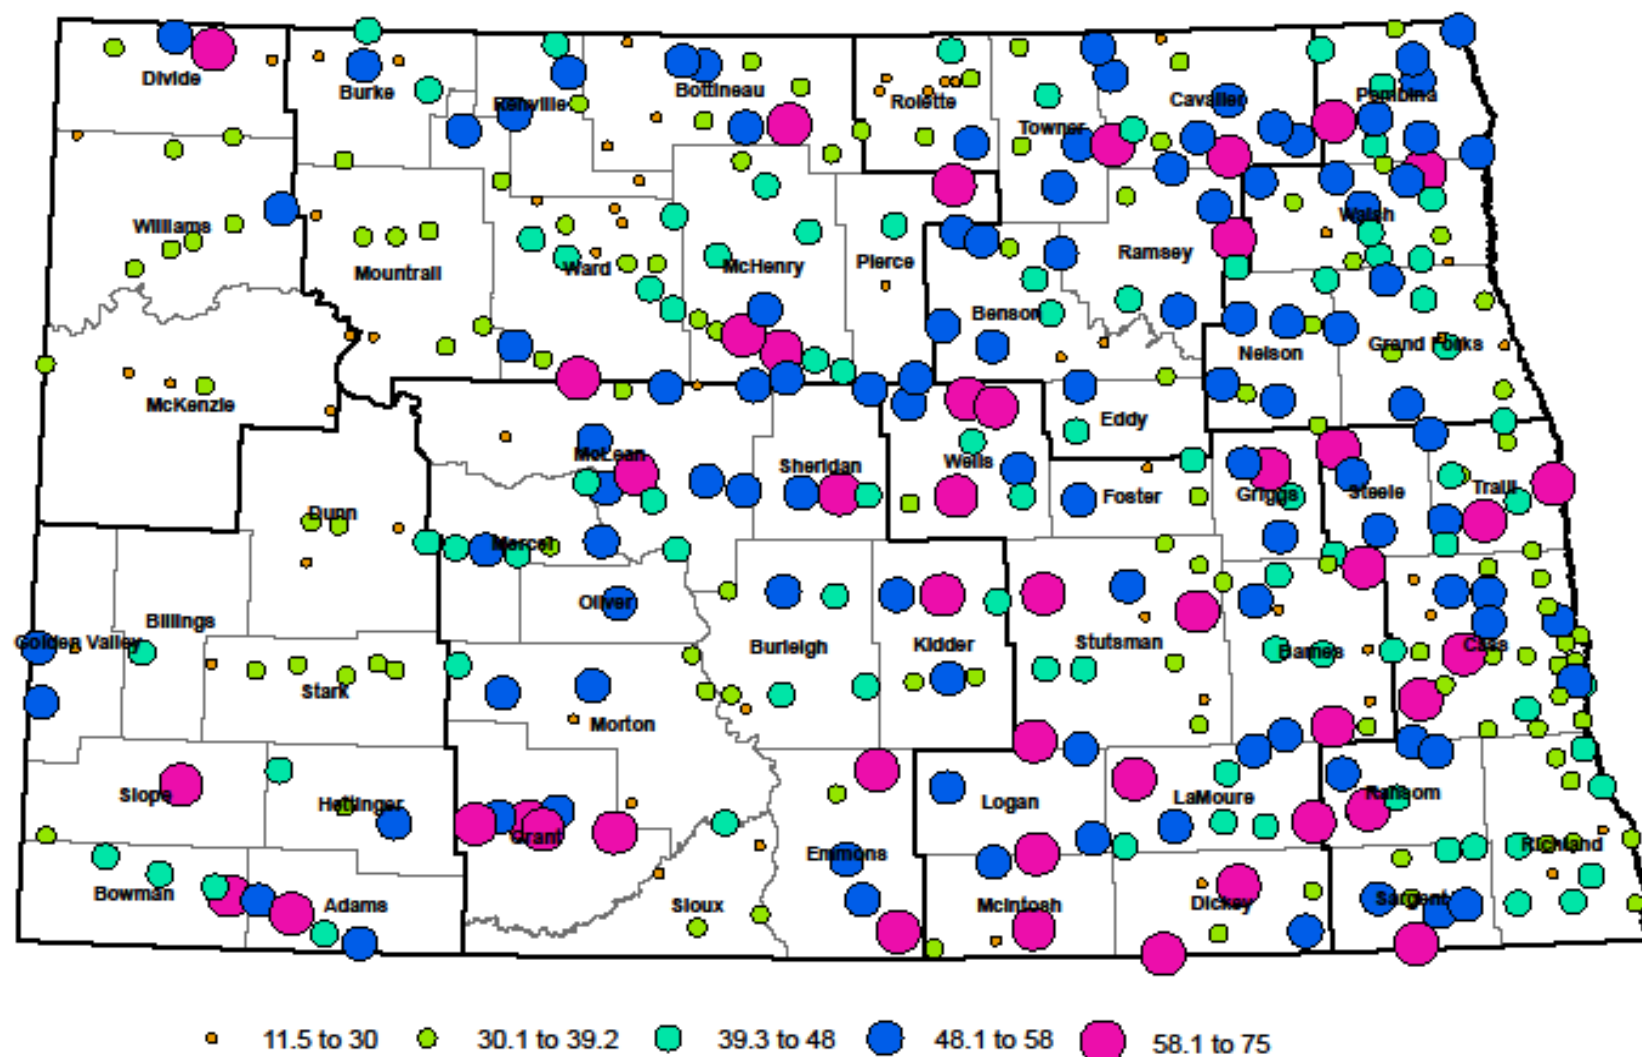 Divide
Burke
Renville
Bottineau
Rolette
Towner
Cavalier
Pembina
Williams
Mountrail
Ward
McHenry
Pierce
Benson
Ramsey
Walsh
Nelson
Grand Forks
McKenzie
McLean
Sheridan
Wells
Eddy
Foster
Griggs
Steele
Traill
Dunn
Mercer
Oliver
Burleigh
Kidder
Stutsman
Barnes
Cass
Golden Valley
Billings
Stark
Morton
Slope
Hettinger
Grant
Emmons
Logan
LaMoure
Ransom
Richland
Bowman
Adams
Sioux
McIntosh
Dickey
Sargent
11.5 to 30 30.1 to 39.2 39.3 to 48 48.1 to 58 58.1 to 75